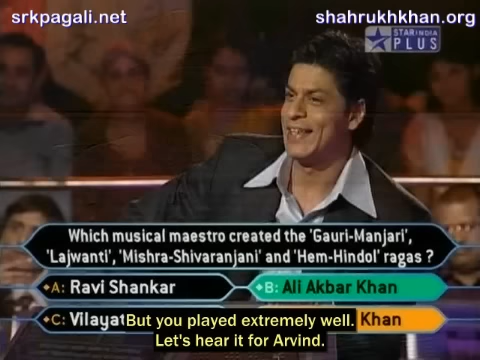 srkpagali.net
shahrukhkhan.org
STAR INDIA
PLUS
Which musical maestro created the 'Gauri-Manjari',
'Lajwanti', 'Mishra-Shivaranjani' and 'Hem-Hindol' ragas ?
A: Ravi Shankar
B: Ali Akbar Khan
C: Vilayat
Khan
But you played extremely well.
Let's hear it for Arvind.